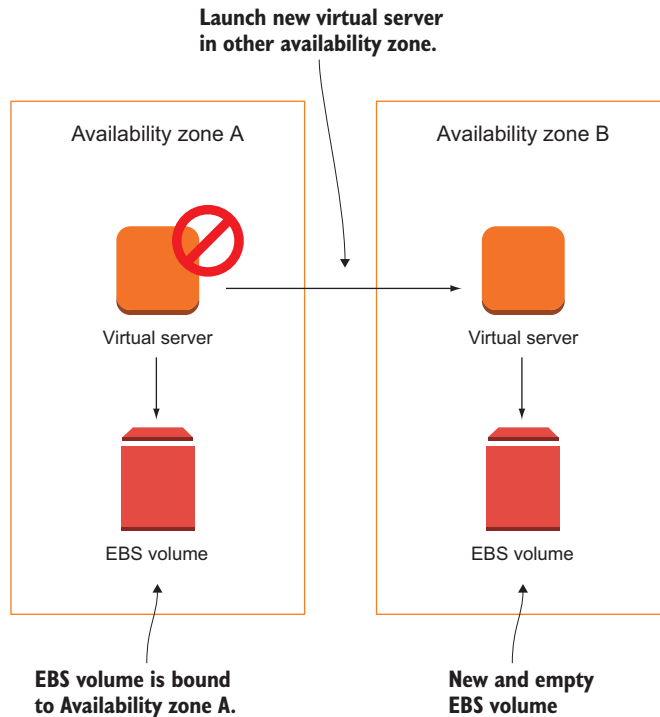 Launch new virtual server
in other availability zone.
Availability zone A
Availability zone B
Virtual server
Virtual server
EBS volume
EBS volume
EBS volume is bound
to Availability zone A.
New and empty
EBS volume